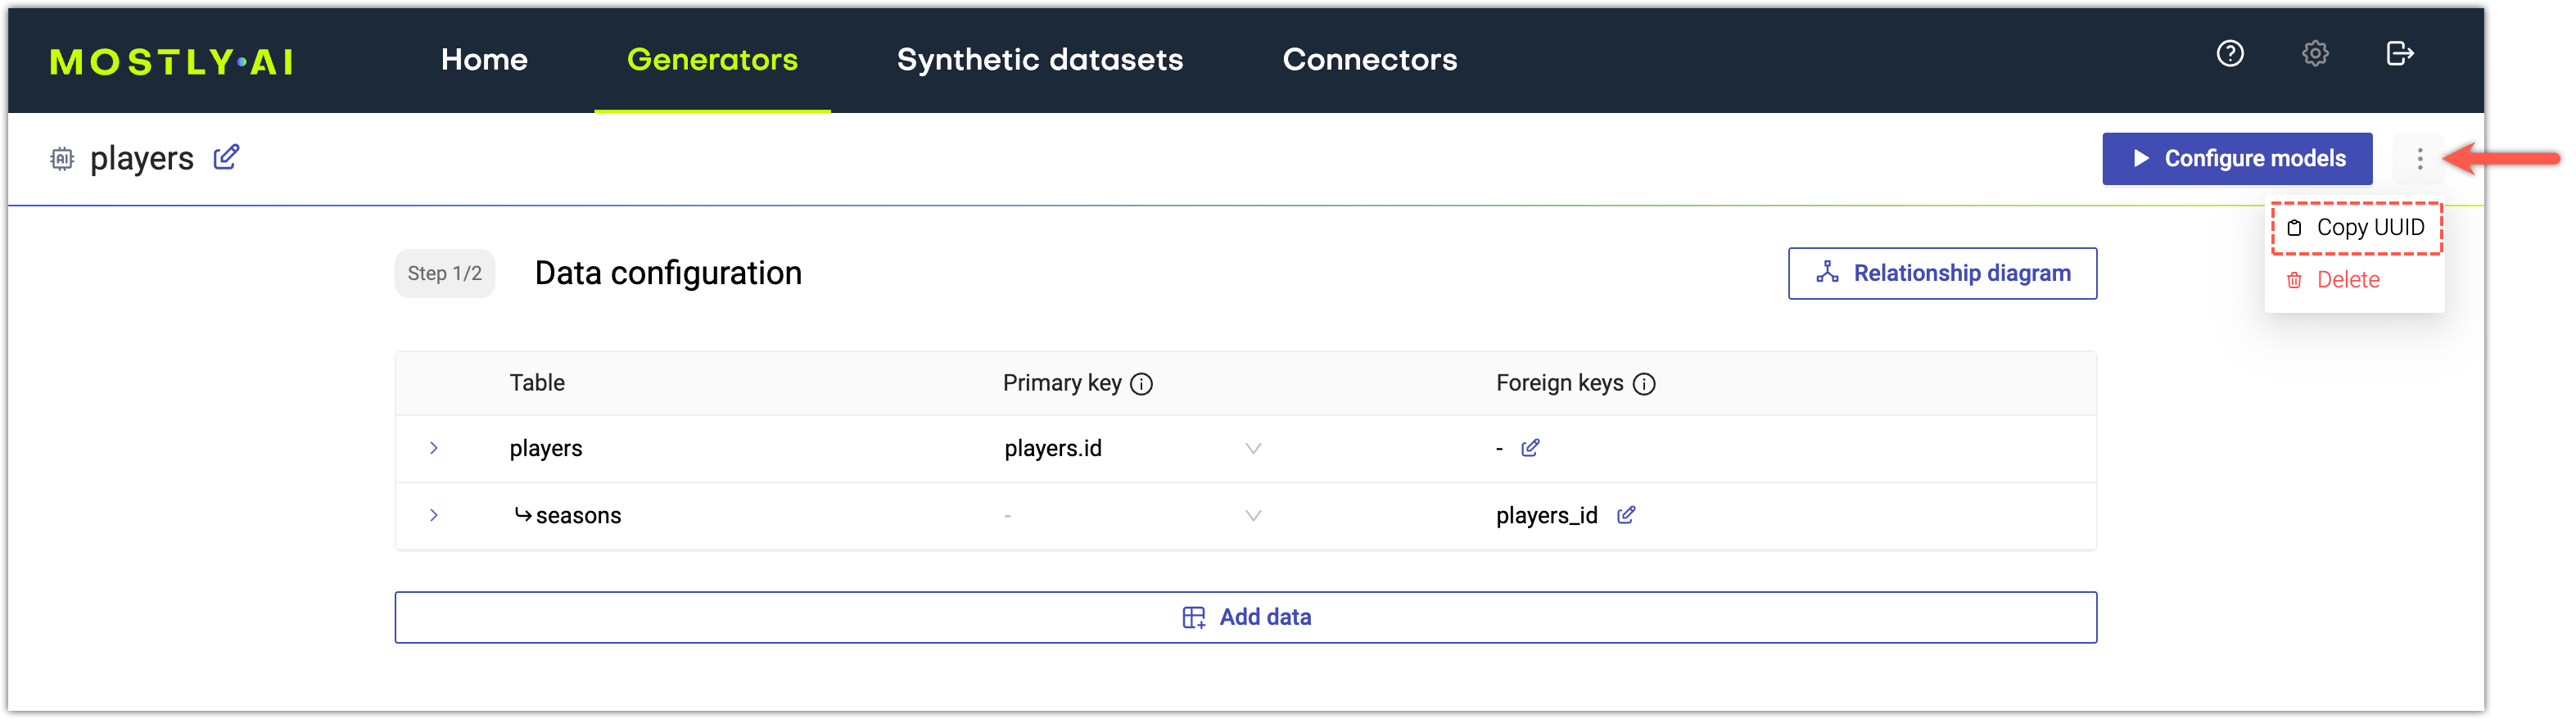 MOSTLY·AI Home Generators Synthetic datasets Connectors
AI players Configure models
Copy UUID
Delete
Step 1/2 Data configuration Relationship diagram
Table Primary key Foreign keys
players players.id -
seasons - players_id
Add data